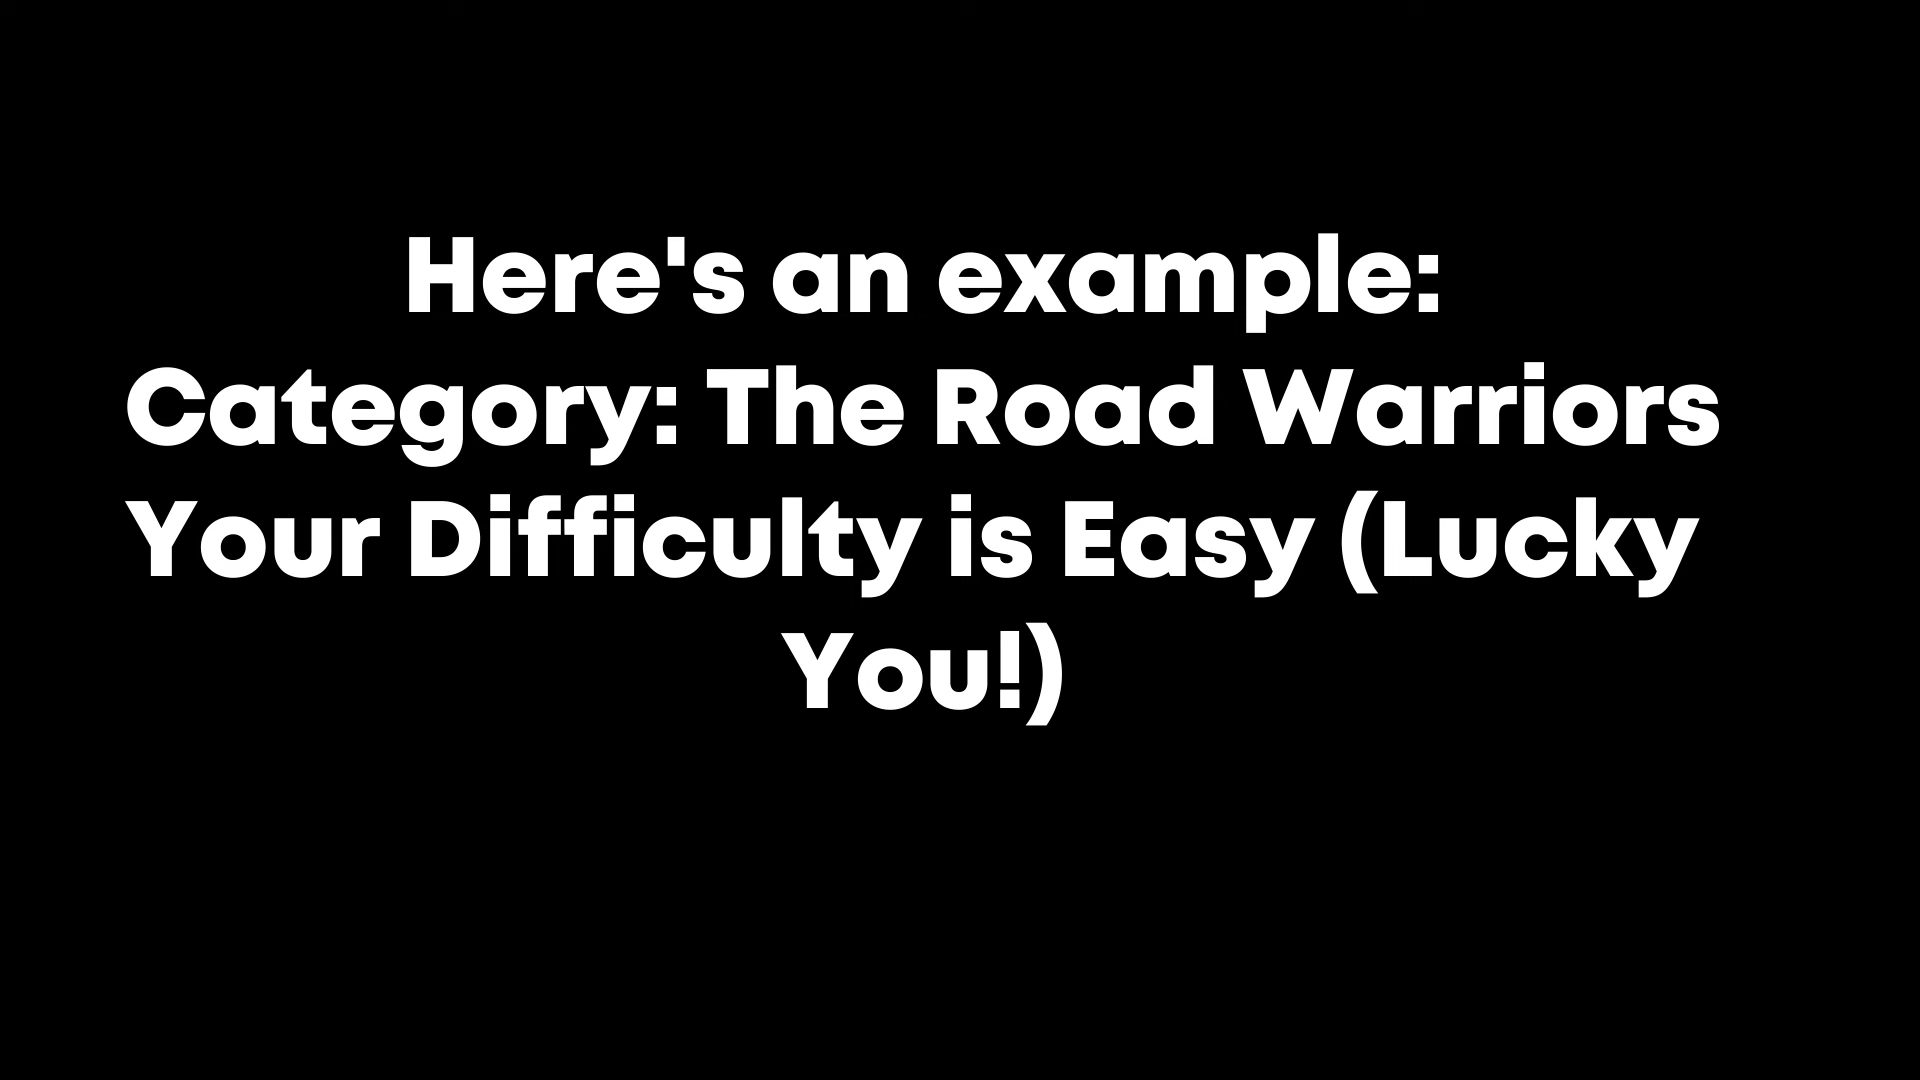 Here's an example:
Category: The Road Warriors
Your Difficulty is Easy (Lucky
You!)